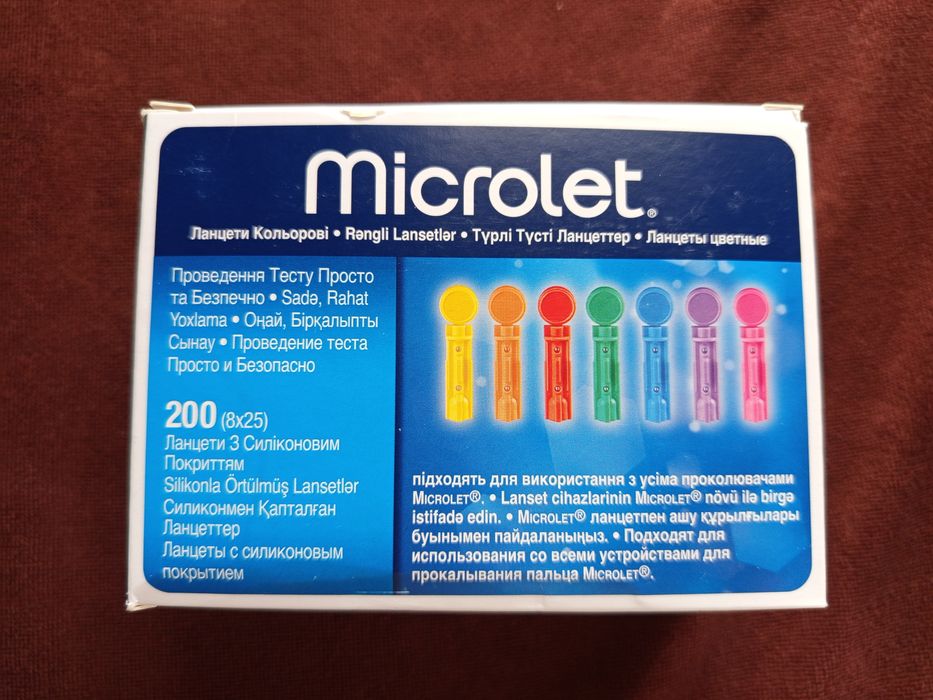 microlet®
Ланцети Кольорові • Rəngli Lansetlər • Түрлі Түсті Ланцеттер • Ланцеты цветные
Проведення Тесту Просто
та Безпечно • Sadə, Rahat
Yoxlama • Оңай, Бірқалыпты
Сынау • Проведение теста
Просто и Безопасно
200 (8x25)
Ланцети З Силіконовим
Покриттям
Silikonla Örtülmüş Lansetlər
Силиконмен Қапталған
Ланцеттер
Ланцеты с силиконовым
покрытием
підходять для використання з усіма проколювачами
MICROLET®. • Lanset cihazlarinin MICROLET® növü ilə birgə
istifadə edin. • MICROLET® ланцетпен ашу құрылғылары
буынымен пайдаланыңыз. • Подходят для
использования со всеми устройствами для
прокалывания пальца MICROLET®.